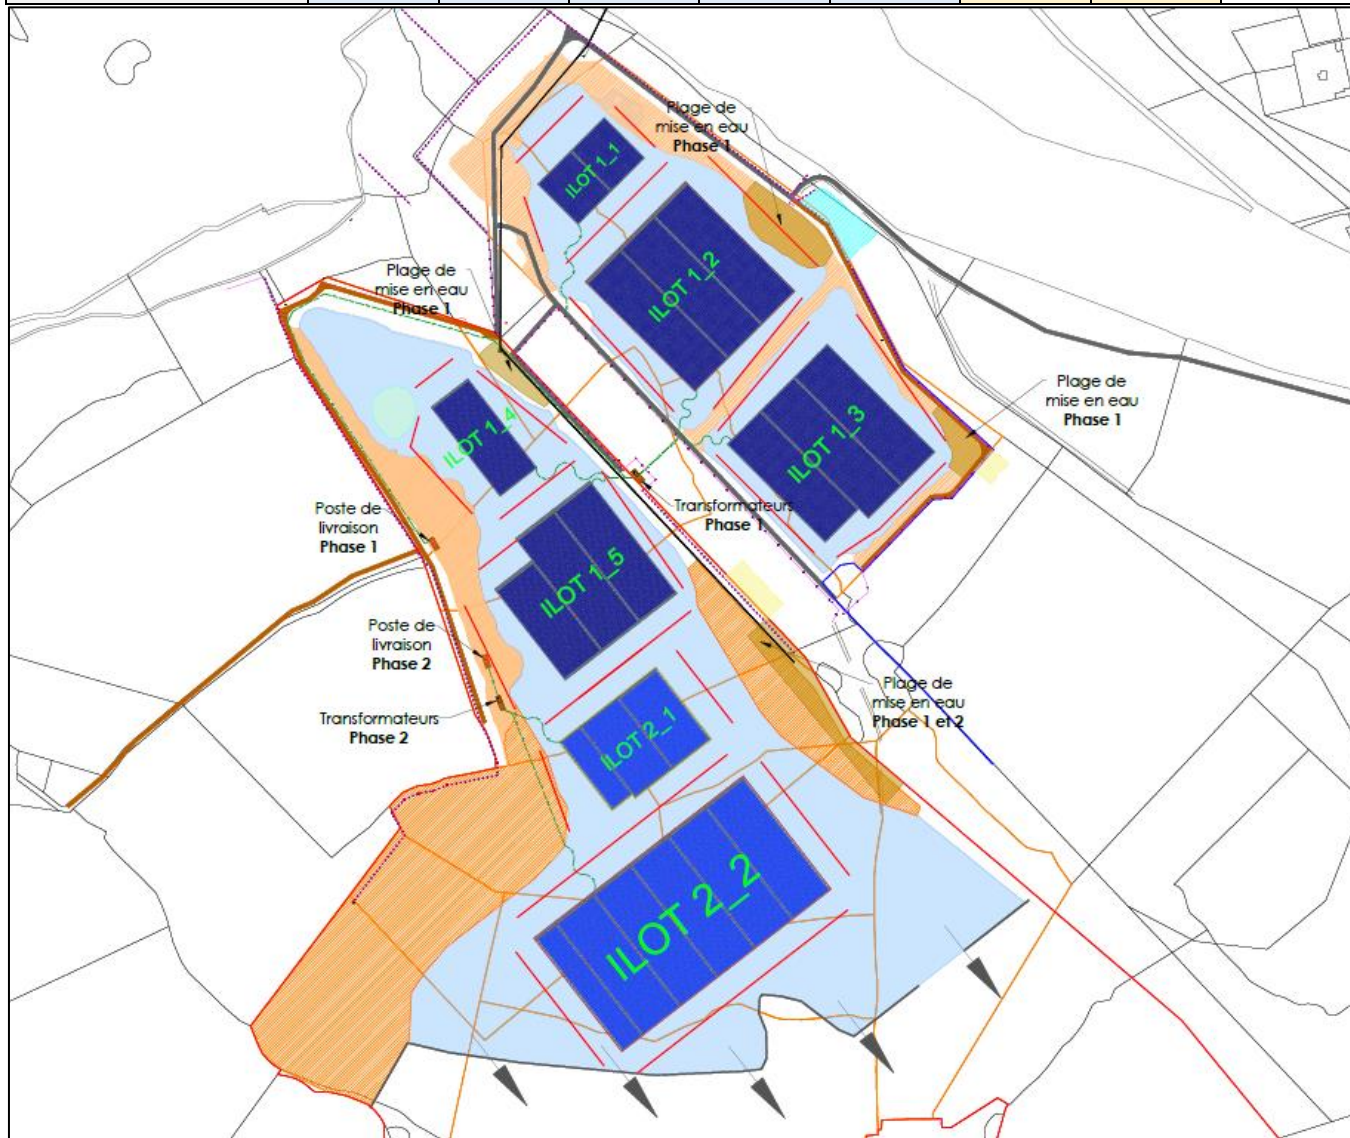 Plage de
mise en eau
Phase 1
ILOT 1_1
ILOT 1_2
Plage de
mise en eau
Phase 1
Plage de
mise en eau
Phase 1
ILOT 1_4
ILOT 1_3
Poste de
livraison
Phase 1
Transformateurs
Phase 1
ILOT 1_5
Poste de
livraison
Phase 2
Plage de
mise en eau
Phase 1 et 2
Transformateurs
Phase 2
ILOT 2_1
ILOT 2_2